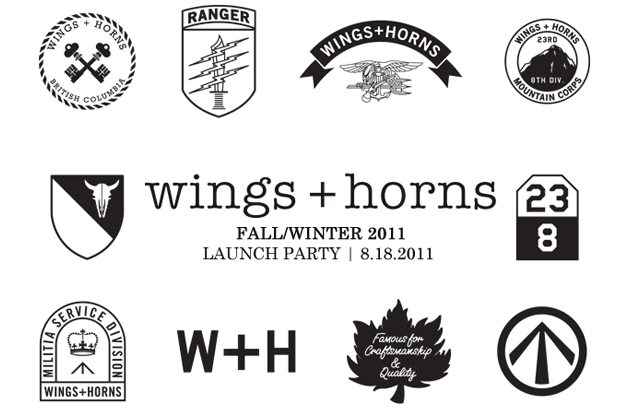 WINGS + HORNS
BRITISH COLUMBIA
RANGER
WINGS+HORNS
WINGS + HORNS
23RD
8TH DIV.
MOUNTAIN CORPS
wings + horns
FALL/WINTER 2011
LAUNCH PARTY | 8.18.2011
23
8
MILITIA SERVICE DIVISION
WINGS+HORNS
W+H
Famous for
Craftsmanship
&
Quality